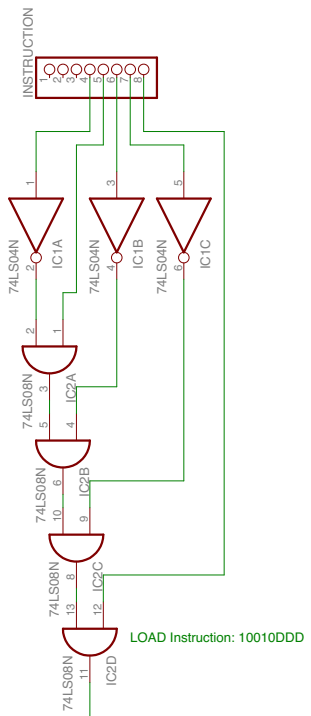 INSTRUCTION
1 2 3 4 5 6 7 8
1 3 5
74LS04N IC1A 74LS04N IC1B 74LS04N IC1C
2 4 6
2 1
74LS08N IC2A
3
5 4
74LS08N IC2B
6
10 9
74LS08N IC2C
8
13 12
LOAD Instruction: 10010DDD
74LS08N IC2D
11